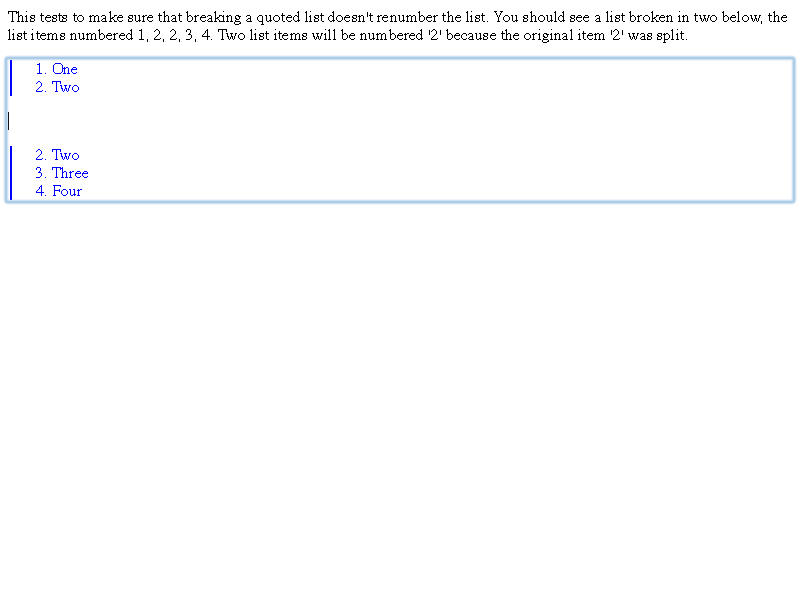 This tests to make sure that breaking a quoted list doesn't renumber the list. You should see a list broken in two below, the
list items numbered 1, 2, 2, 3, 4. Two list items will be numbered '2' because the original item '2' was split.
1. One
2. Two
2. Two
3. Three
4. Four